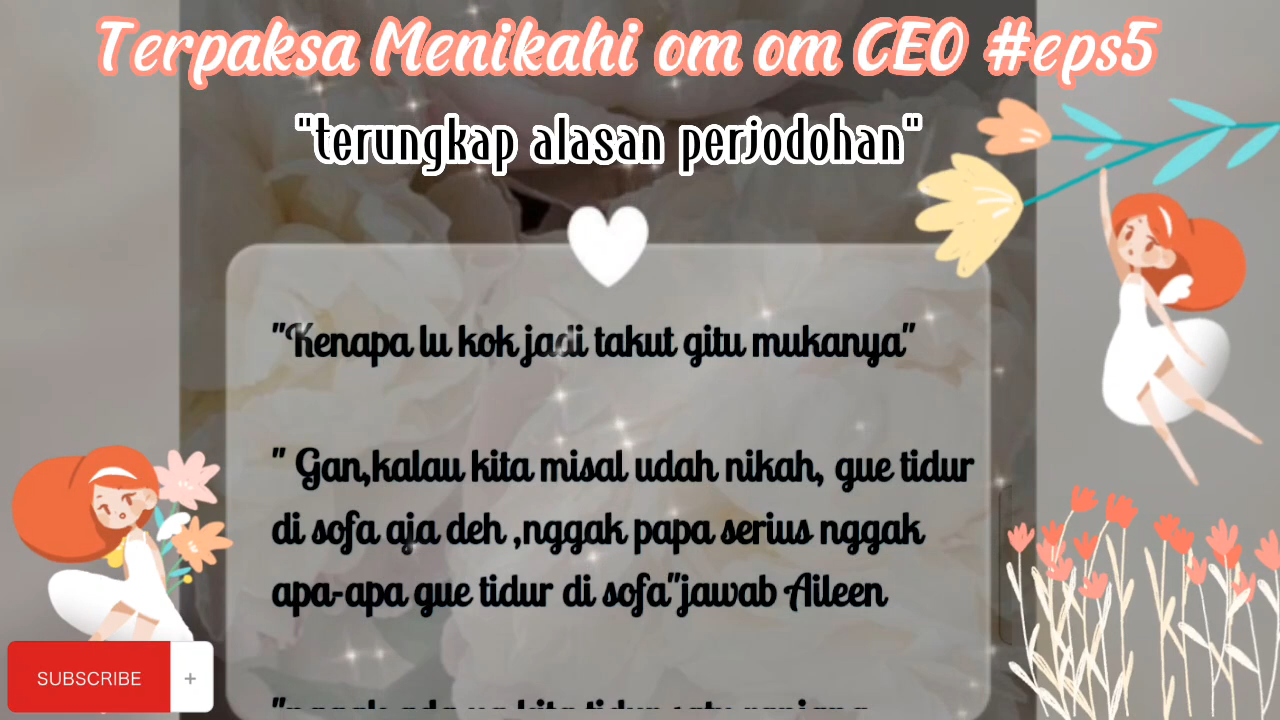 Terpaksa Menikahi om om CEO #eps5
"terungkap alasan perjodohan"
"Kenapa lu kok jadi takut gitu mukanya"
" Gan,kalau kita misal udah nikah, gue tidur
di sofa aja deh ,nggak papa serius nggak
apa-apa gue tidur di sofa"jawab Aileen
SUBSCRIBE +